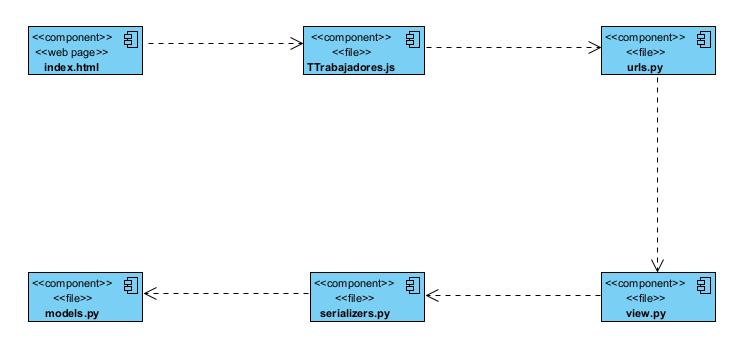 <<component>>
<<web page>>
index.html
<<component>>
<<file>>
TTrabajadores.js
<<component>>
<<file>>
urls.py
<<component>>
<<file>>
models.py
<<component>>
<<file>>
serializers.py
<<component>>
<<file>>
view.py